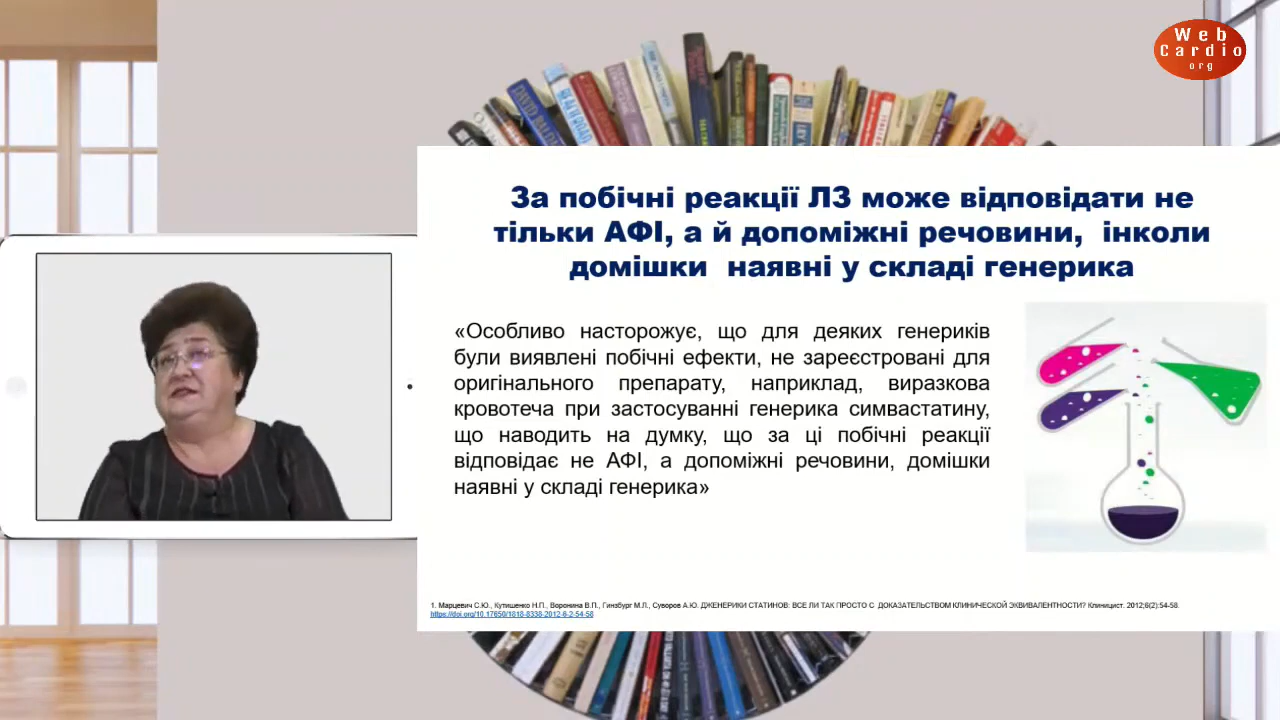 Web
Cardio
org
За побічні реакції ЛЗ може відповідати не
тільки АФІ, а й допоміжні речовини, інколи
домішки наявні у складі генерика
«Особливо насторожує, що для деяких генериків
були виявлені побічні ефекти, не зареєстровані для
оригінального препарату, наприклад, виразкова
кровотеча при застосуванні генерика симвастатину,
що наводить на думку, що за ці побічні реакції
відповідає не АФІ, а допоміжні речовини, домішки
наявні у складі генерика»
1. Марцевич С.Ю., Кутишенко Н.П., Воронина В.П., Гинзбург М.Л., Суворов А.Ю. ДЖЕНЕРИКИ СТАТИНОВ: ВСЕ ЛИ ТАК ПРОСТО С ДОКАЗАТЕЛЬСТВОМ КЛИНИЧЕСКОЙ ЭКВИВАЛЕНТНОСТИ? Клиницист. 2012;6(2):54-58.
https://doi.org/10.17650/1818-8338-2012-6-2-54-58